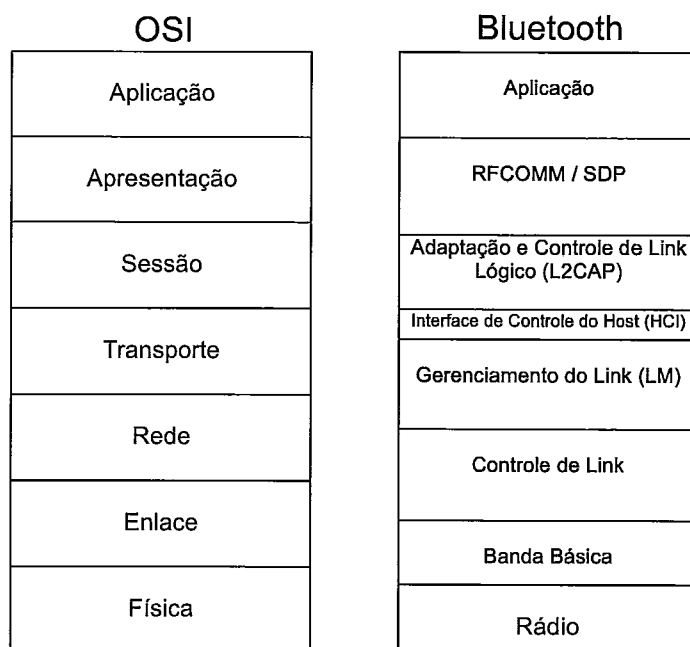 OSI
Aplicação
Apresentação
Sessão
Transporte
Rede
Enlace
Física
Bluetooth
Aplicação
RFCOMM / SDP
Adaptação e Controle de Link
Lógico (L2CAP)
Interface de Controle do Host (HCI)
Gerenciamento do Link (LM)
Controle de Link
Banda Básica
Rádio